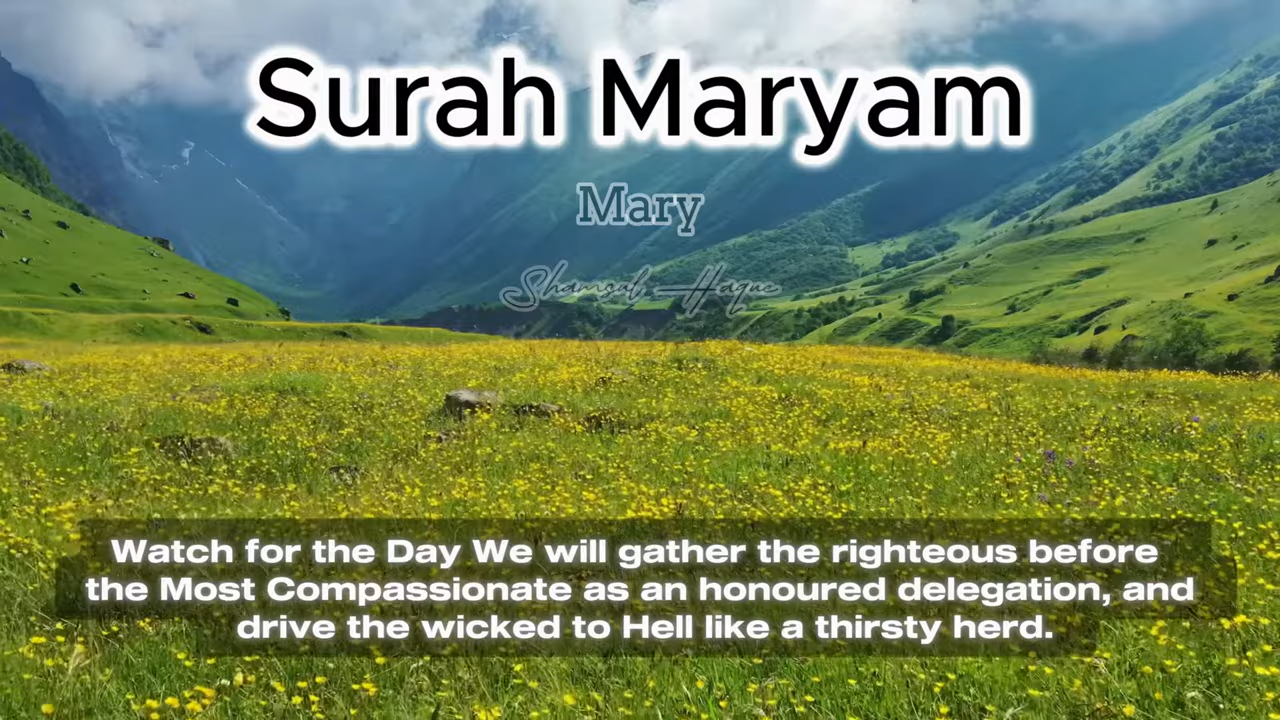 Surah Maryam
Mary
Shamsul Haque
Watch for the Day We will gather the righteous before
the Most Compassionate as an honoured delegation, and
drive the wicked to Hell like a thirsty herd.